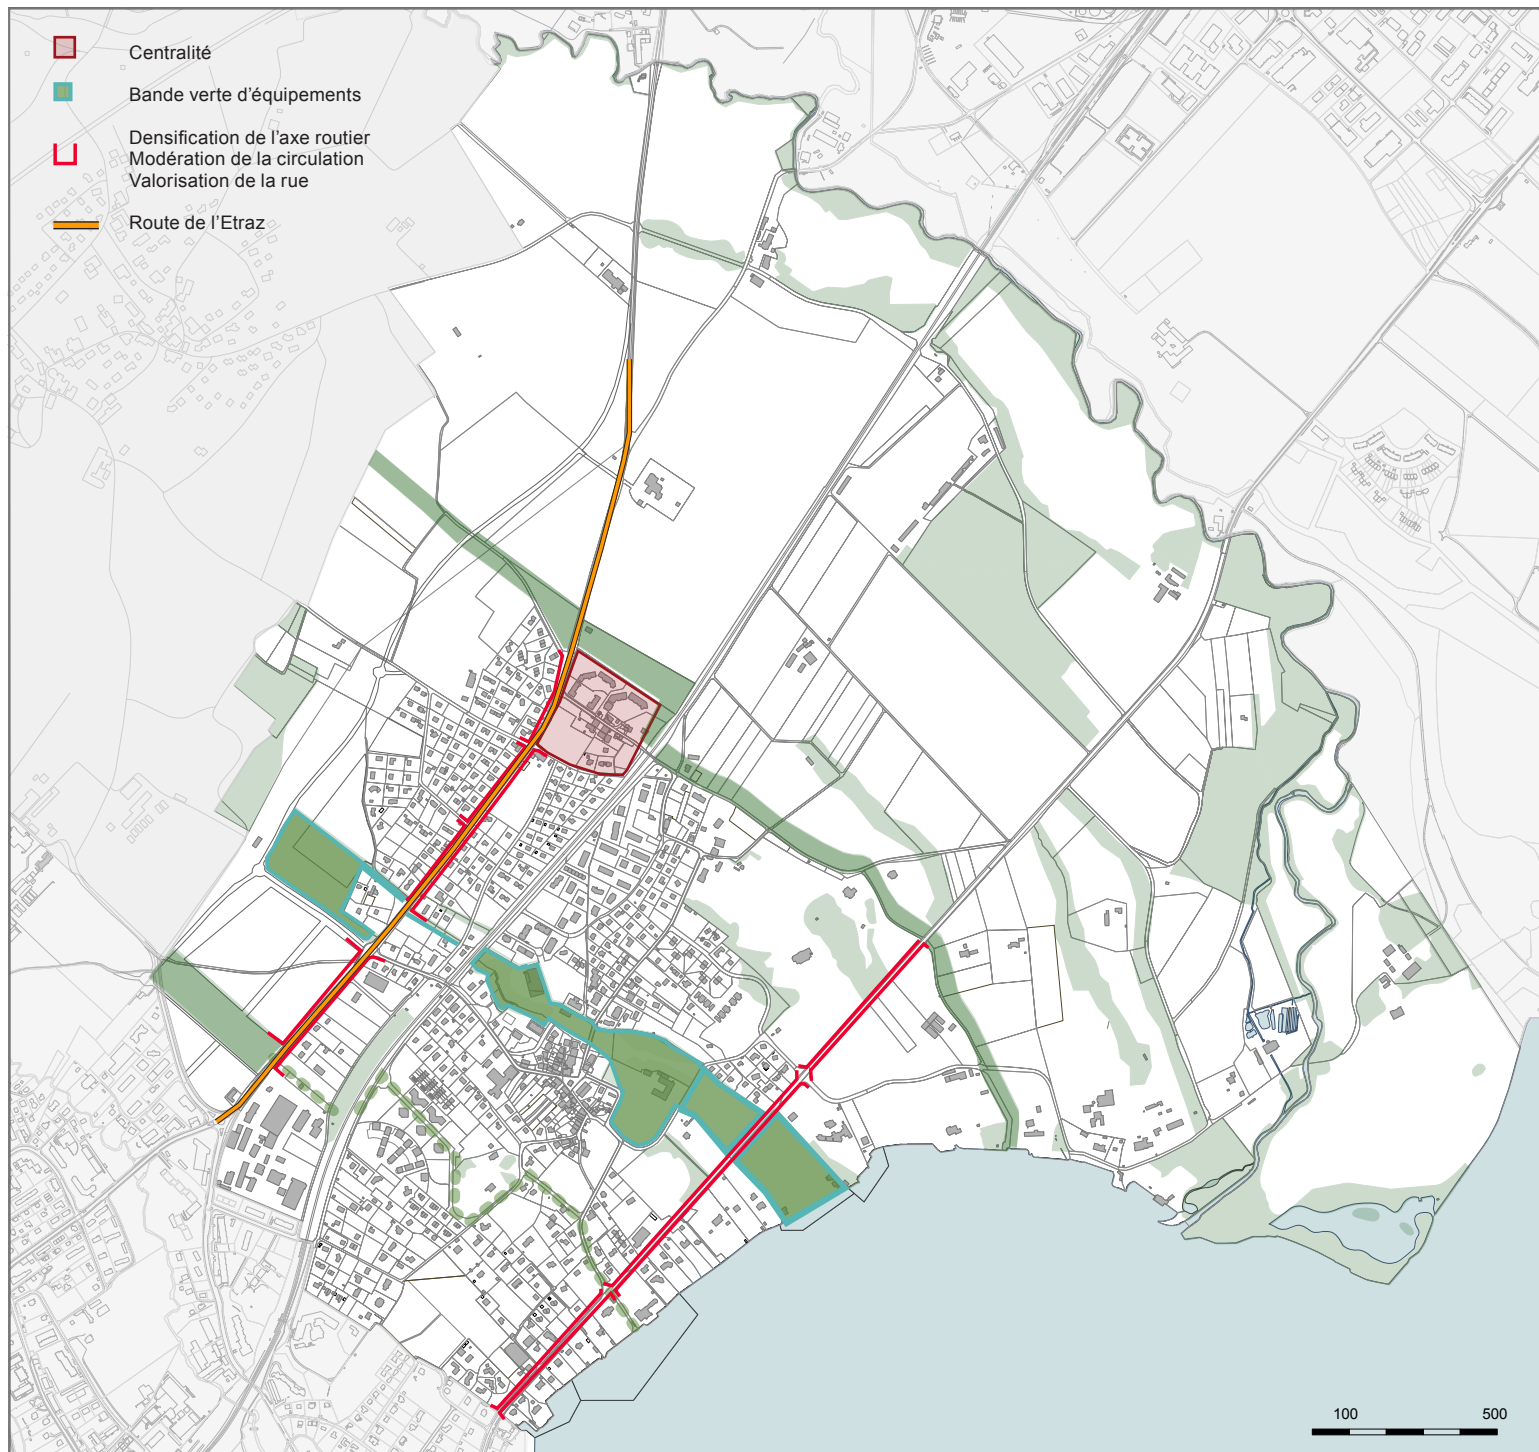 Centralité
Bande verte d'équipements
Densification de l'axe routier
Modération de la circulation
Valorisation de la rue
Route de l'Etraz
100 500